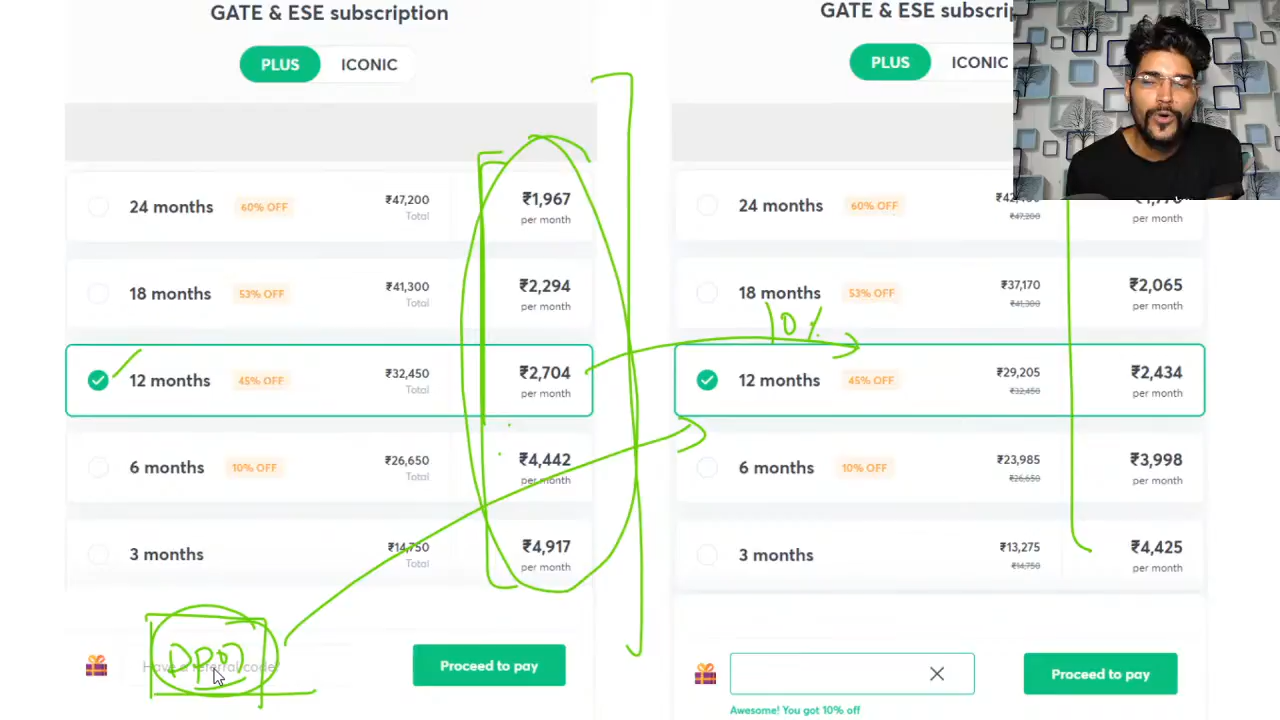 GATE & ESE subscription
PLUS ICONIC
24 months 60% OFF ₹47,200 ₹1,967
Total per month
18 months 53% OFF ₹41,300 ₹2,294
Total per month
12 months 45% OFF ₹32,450 ₹2,704
Total per month
6 months 10% OFF ₹26,650 ₹4,442
Total per month
3 months ₹14,750 ₹4,917
Total per month
Have a referral code
Proceed to pay
GATE & ESE subscri
PLUS ICONIC
24 months 60% OFF
₹47,200 per month
18 months 53% OFF ₹37,170 ₹2,065
₹41,300 per month
10%
12 months 45% OFF ₹29,205 ₹2,434
₹32,450 per month
6 months 10% OFF ₹23,985 ₹3,998
₹26,650 per month
3 months ₹13,275 ₹4,425
₹14,750 per month
Proceed to pay
Awesome! You got 10% off